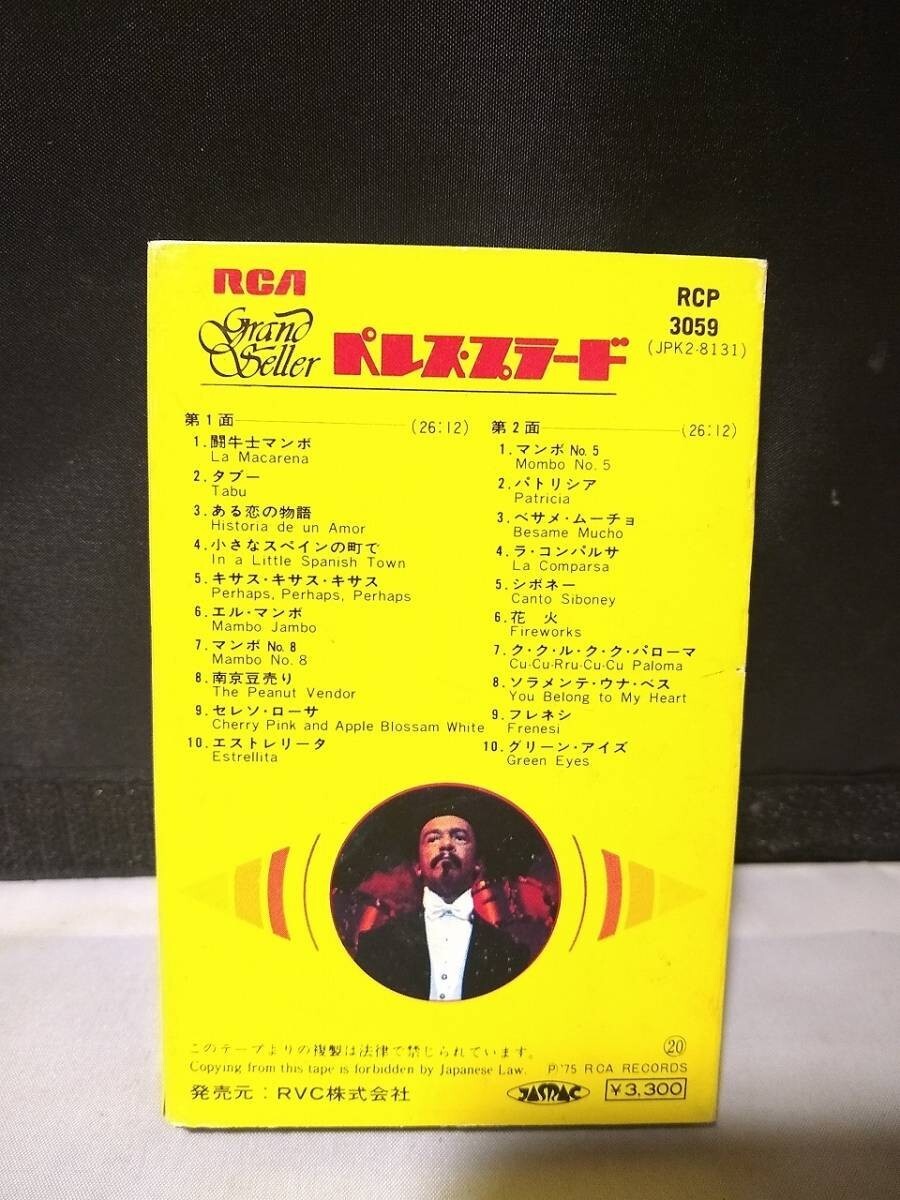 RCA
Grand Seller
ペレス・プラード
RCP
3059
(JPK2-8131)
第1面 (26:12)
1.闘牛士マンボ
La Macarena
2.タブー
Tabu
3.ある恋の物語
Historia de un Amor
4.小さなスペインの町で
In a Little Spanish Town
5.キサス・キサス・キサス
Perhaps, Perhaps, Perhaps
6.エル・マンボ
Mambo Jambo
7.マンボ No.8
Mambo No.8
8.南京豆売り
The Peanut Vendor
9.セレソ・ローサ
Cherry Pink and Apple Blossam White
10.エストレリータ
Estrellita
第2面 (26:12)
1.マンボ No.5
Mombo No.5
2.パトリシア
Patricia
3.ベサメ・ムーチョ
Besame Mucho
4.ラ・コンパルサ
La Comparsa
5.シボネー
Canto Siboney
6.花 火
Fireworks
7.ク・ク・ル・ク・ク・パローマ
Cu-Cu-Rru-Cu-Cu Paloma
8.ソラメンテ・ウナ・ベス
You Belong to My Heart
9.フレネシ
Frenesi
10.グリーン・アイズ
Green Eyes
このテープよりの複製は法律で禁じられています。 ⑳
Copying from this tape is forbidden by Japanese Law. Ⓟ'75 RCA RECORDS
発売元:RVC株式会社 JASRAC ¥3,300